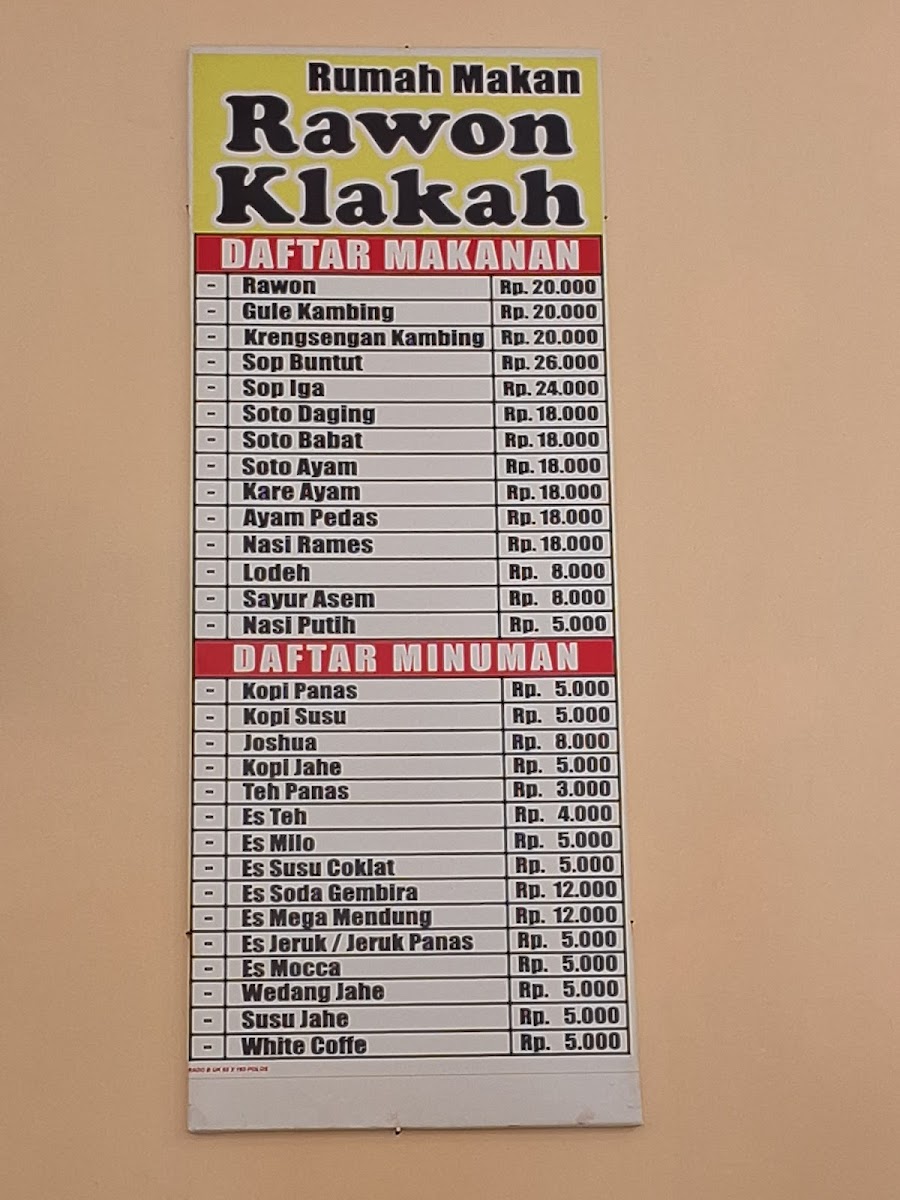 Rumah Makan
Rawon
Klakah
DAFTAR MAKANAN
- Rawon Rp. 20.000
- Gule Kambing Rp. 20.000
- Krengsengan Kambing Rp. 20.000
- Sop Buntut Rp. 26.000
- Sop Iga Rp. 24.000
- Soto Daging Rp. 18.000
- Soto Babat Rp. 18.000
- Soto Ayam Rp. 18.000
- Kare Ayam Rp. 18.000
- Ayam Pedas Rp. 18.000
- Nasi Rames Rp. 18.000
- Lodeh Rp. 8.000
- Sayur Asem Rp. 8.000
- Nasi Putih Rp. 5.000
DAFTAR MINUMAN
- Kopi Panas Rp. 5.000
- Kopi Susu Rp. 5.000
- Joshua Rp. 8.000
- Kopi Jahe Rp. 5.000
- Teh Panas Rp. 3.000
- Es Teh Rp. 4.000
- Es Milo Rp. 5.000
- Es Susu Coklat Rp. 5.000
- Es Soda Gembira Rp. 12.000
- Es Mega Mendung Rp. 12.000
- Es Jeruk / Jeruk Panas Rp. 5.000
- Es Mocca Rp. 5.000
- Wedang Jahe Rp. 5.000
- Susu Jahe Rp. 5.000
- White Coffe Rp. 5.000